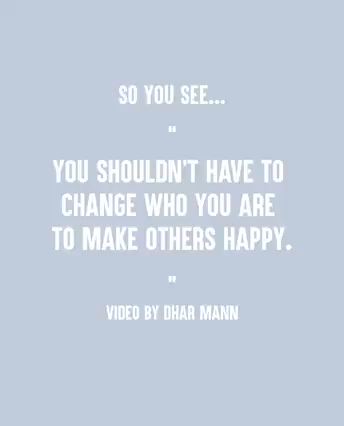 SO YOU SEE...
"
YOU SHOULDN'T HAVE TO
CHANGE WHO YOU ARE
TO MAKE OTHERS HAPPY.
"
VIDEO BY DHAR MANN